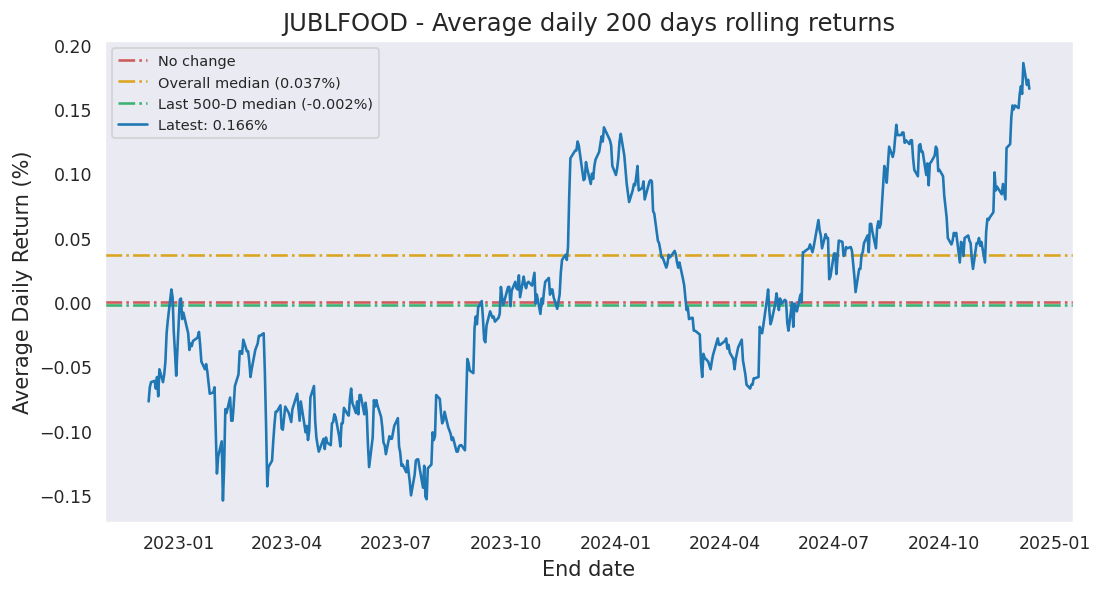 JUBLFOOD - Average daily 200 days rolling returns
No change
Overall median (0.037%)
Last 500-D median (-0.002%)
Latest: 0.166%
Average Daily Return (%)
0.20
0.15
0.10
0.05
0.00
−0.05
−0.10
−0.15
2023-01 2023-04 2023-07 2023-10 2024-01 2024-04 2024-07 2024-10 2025-01
End date